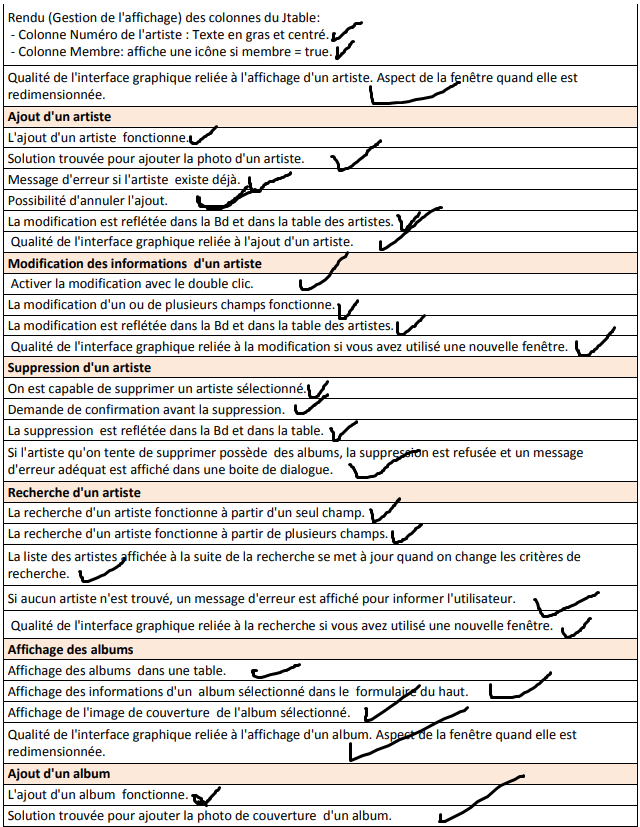 Rendu (Gestion de l'affichage) des colonnes du Jtable:
- Colonne Numéro de l'artiste : Texte en gras et centré.
- Colonne Membre: affiche une icône si membre = true.
Qualité de l'interface graphique reliée à l'affichage d'un artiste. Aspect de la fenêtre quand elle est
redimensionnée.
Ajout d'un artiste
L'ajout d'un artiste fonctionne.
Solution trouvée pour ajouter la photo d'un artiste.
Message d'erreur si l'artiste existe déjà.
Possibilité d'annuler l'ajout.
La modification est reflétée dans la Bd et dans la table des artistes.
Qualité de l'interface graphique reliée à l'ajout d'un artiste.
Modification des informations d'un artiste
Activer la modification avec le double clic.
La modification d'un ou de plusieurs champs fonctionne.
La modification est reflétée dans la Bd et dans la table des artistes.
Qualité de l'interface graphique reliée à la modification si vous avez utilisé une nouvelle fenêtre.
Suppression d'un artiste
On est capable de supprimer un artiste sélectionné.
Demande de confirmation avant la suppression.
La suppression est reflétée dans la Bd et dans la table.
Si l'artiste qu'on tente de supprimer possède des albums, la suppression est refusée et un message
d'erreur adéquat est affiché dans une boite de dialogue.
Recherche d'un artiste
La recherche d'un artiste fonctionne à partir d'un seul champ.
La recherche d'un artiste fonctionne à partir de plusieurs champs.
La liste des artistes affichée à la suite de la recherche se met à jour quand on change les critères de
recherche.
Si aucun artiste n'est trouvé, un message d'erreur est affiché pour informer l'utilisateur.
Qualité de l'interface graphique reliée à la recherche si vous avez utilisé une nouvelle fenêtre.
Affichage des albums
Affichage des albums dans une table.
Affichage des informations d'un album sélectionné dans le formulaire du haut.
Affichage de l'image de couverture de l'album sélectionné.
Qualité de l'interface graphique reliée à l'affichage d'un album. Aspect de la fenêtre quand elle est
redimensionnée.
Ajout d'un album
L'ajout d'un album fonctionne.
Solution trouvée pour ajouter la photo de couverture d'un album.